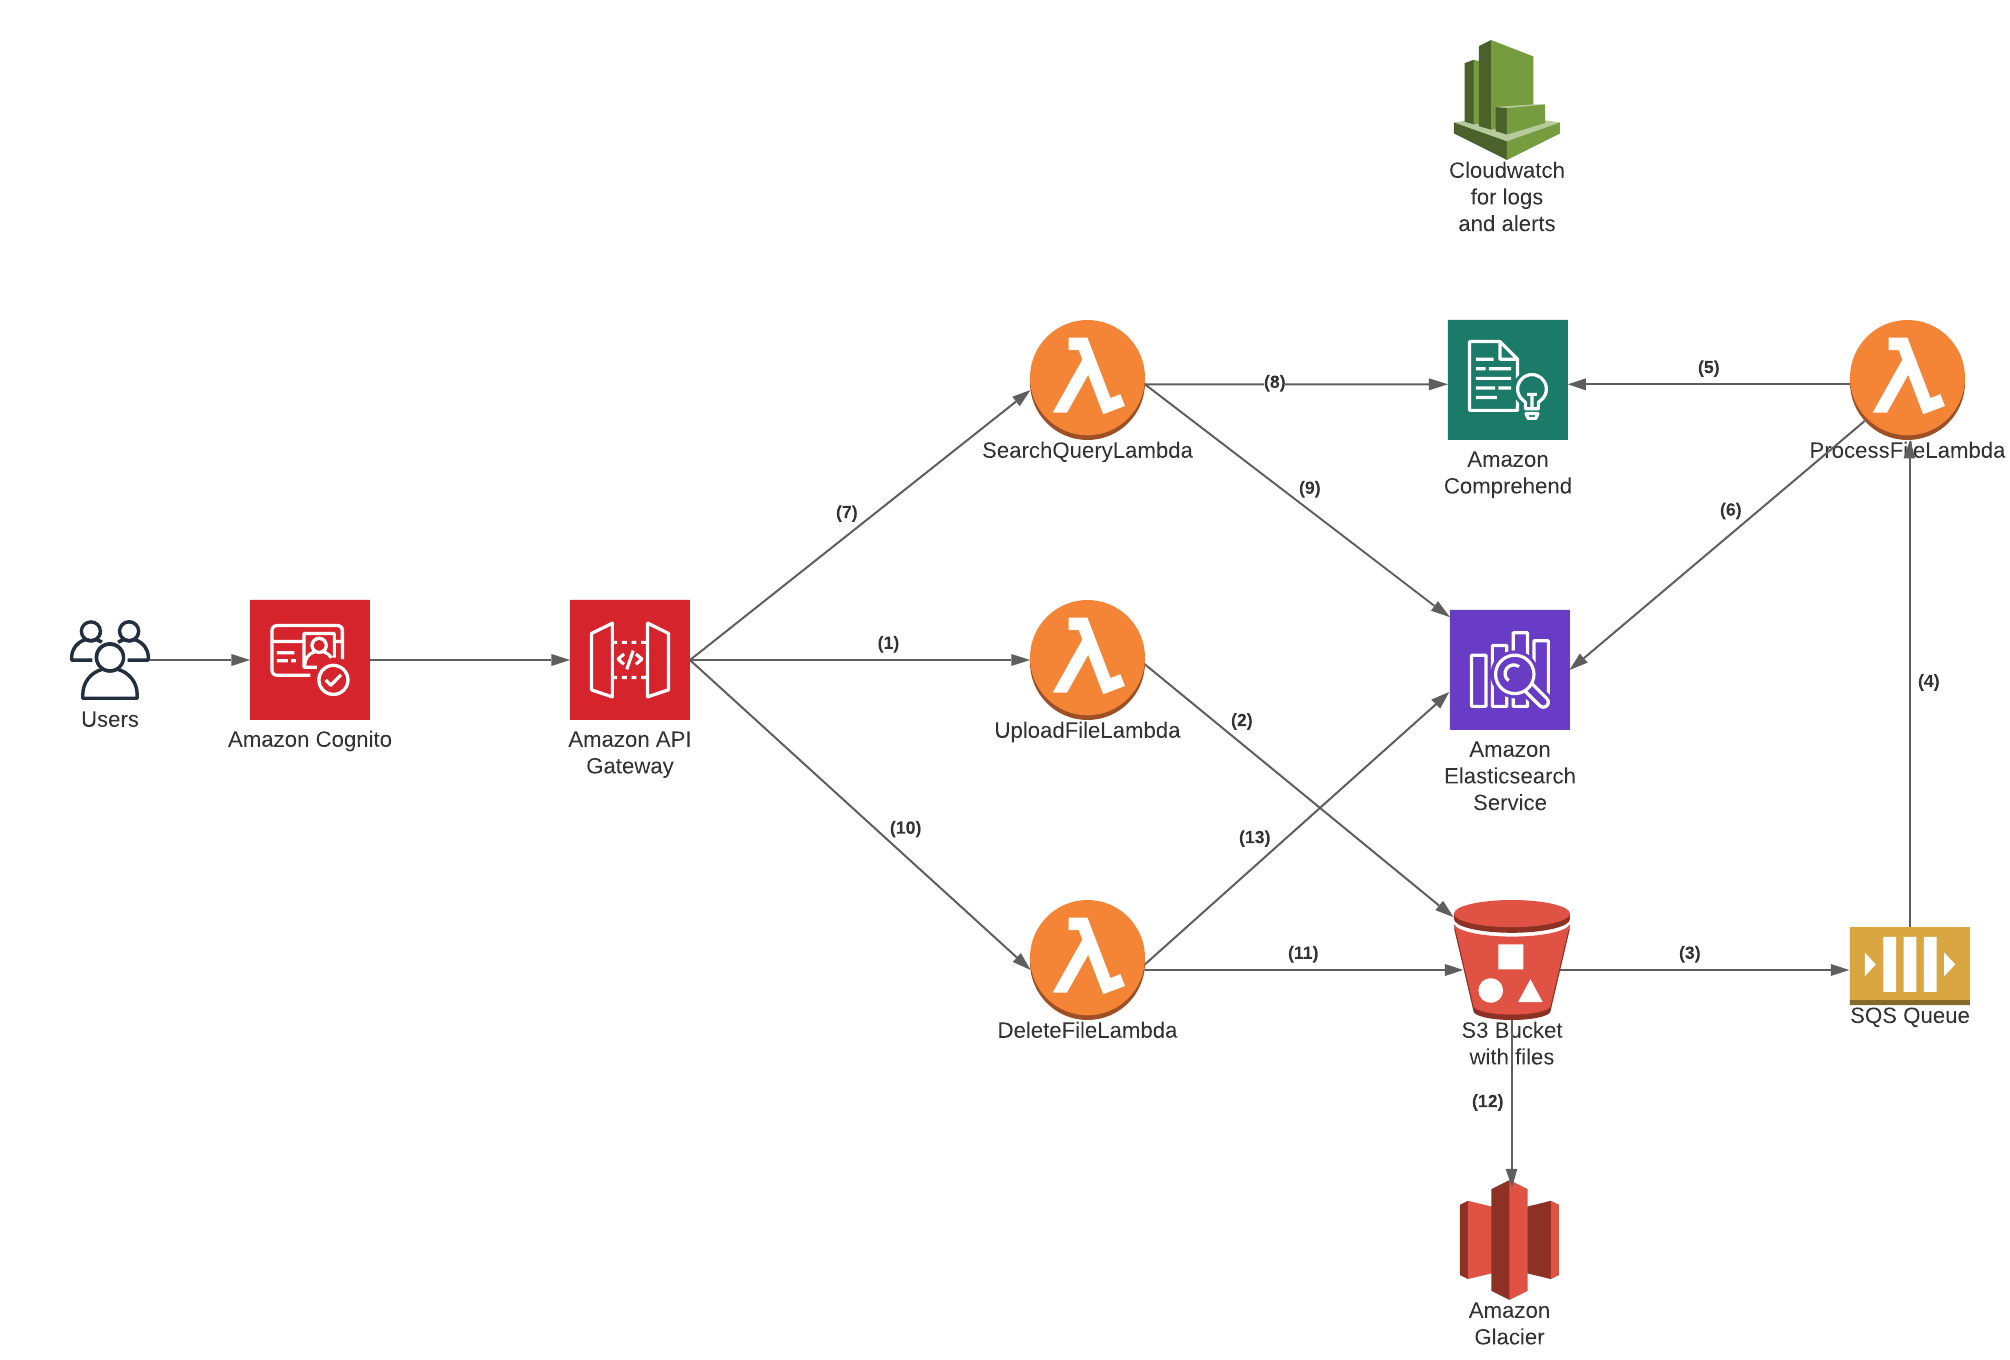 Cloudwatch
for logs
and alerts
SearchQueryLambda
(8)
Amazon
Comprehend
(5)
ProcessFileLambda
(7)
(9)
(6)
Users
Amazon Cognito
Amazon API
Gateway
(1)
UploadFileLambda
(2)
Amazon
Elasticsearch
Service
(4)
(10)
(13)
DeleteFileLambda
(11)
S3 Bucket
with files
(3)
SQS Queue
(12)
Amazon
Glacier